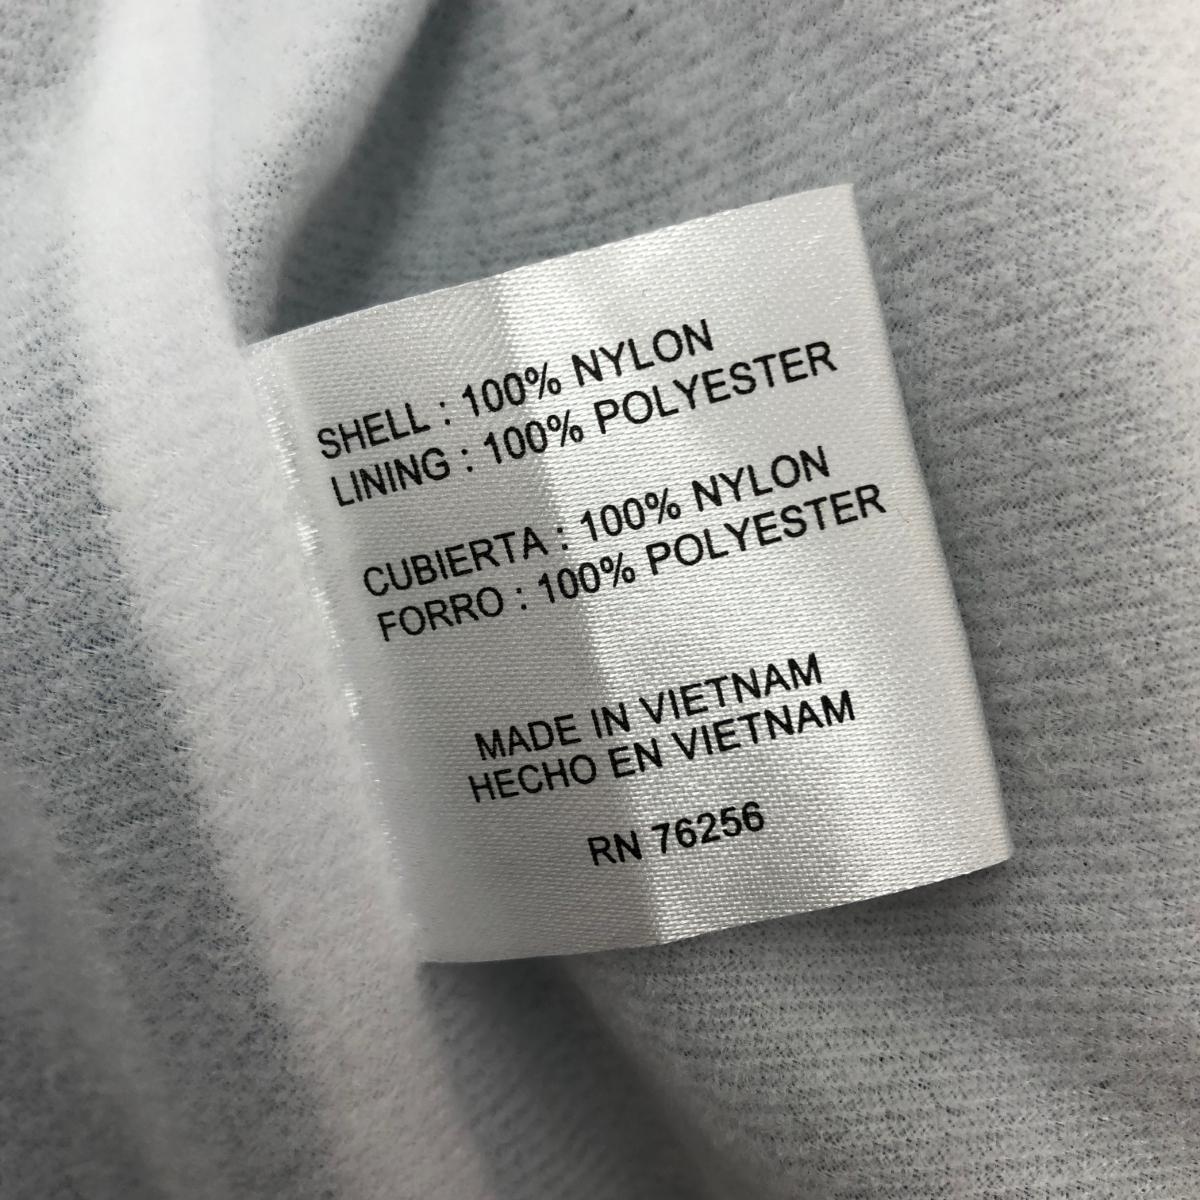 SHELL : 100% NYLON
LINING : 100% POLYESTER
CUBIERTA : 100% NYLON
FORRO : 100% POLYESTER
MADE IN VIETNAM
HECHO EN VIETNAM
RN 76256